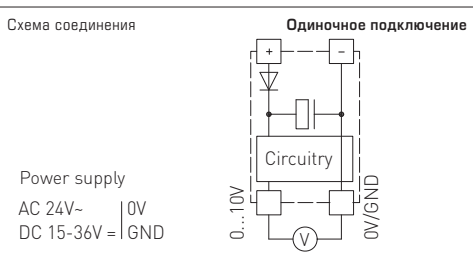 Схема соединения
Одиночное подключение
+
–
Circuitry
Power supply
AC 24V~ | 0V
DC 15-36V = | GND
0...10V
0V/GND
V